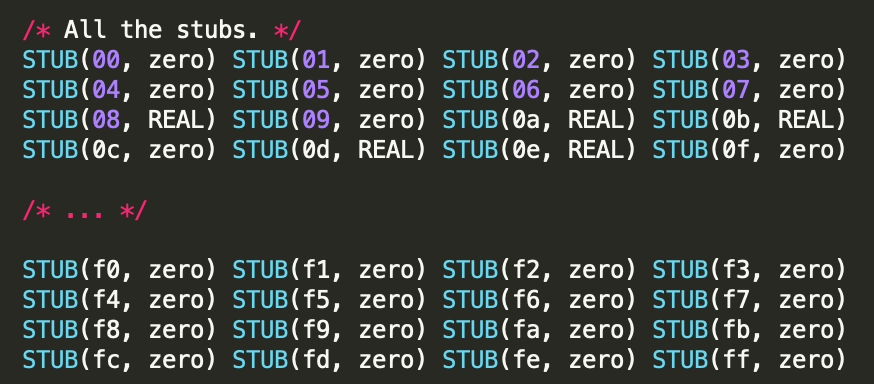 /* All the stubs. */
STUB(00, zero) STUB(01, zero) STUB(02, zero) STUB(03, zero)
STUB(04, zero) STUB(05, zero) STUB(06, zero) STUB(07, zero)
STUB(08, REAL) STUB(09, zero) STUB(0a, REAL) STUB(0b, REAL)
STUB(0c, zero) STUB(0d, REAL) STUB(0e, REAL) STUB(0f, zero)
/* ... */
STUB(f0, zero) STUB(f1, zero) STUB(f2, zero) STUB(f3, zero)
STUB(f4, zero) STUB(f5, zero) STUB(f6, zero) STUB(f7, zero)
STUB(f8, zero) STUB(f9, zero) STUB(fa, zero) STUB(fb, zero)
STUB(fc, zero) STUB(fd, zero) STUB(fe, zero) STUB(ff, zero)